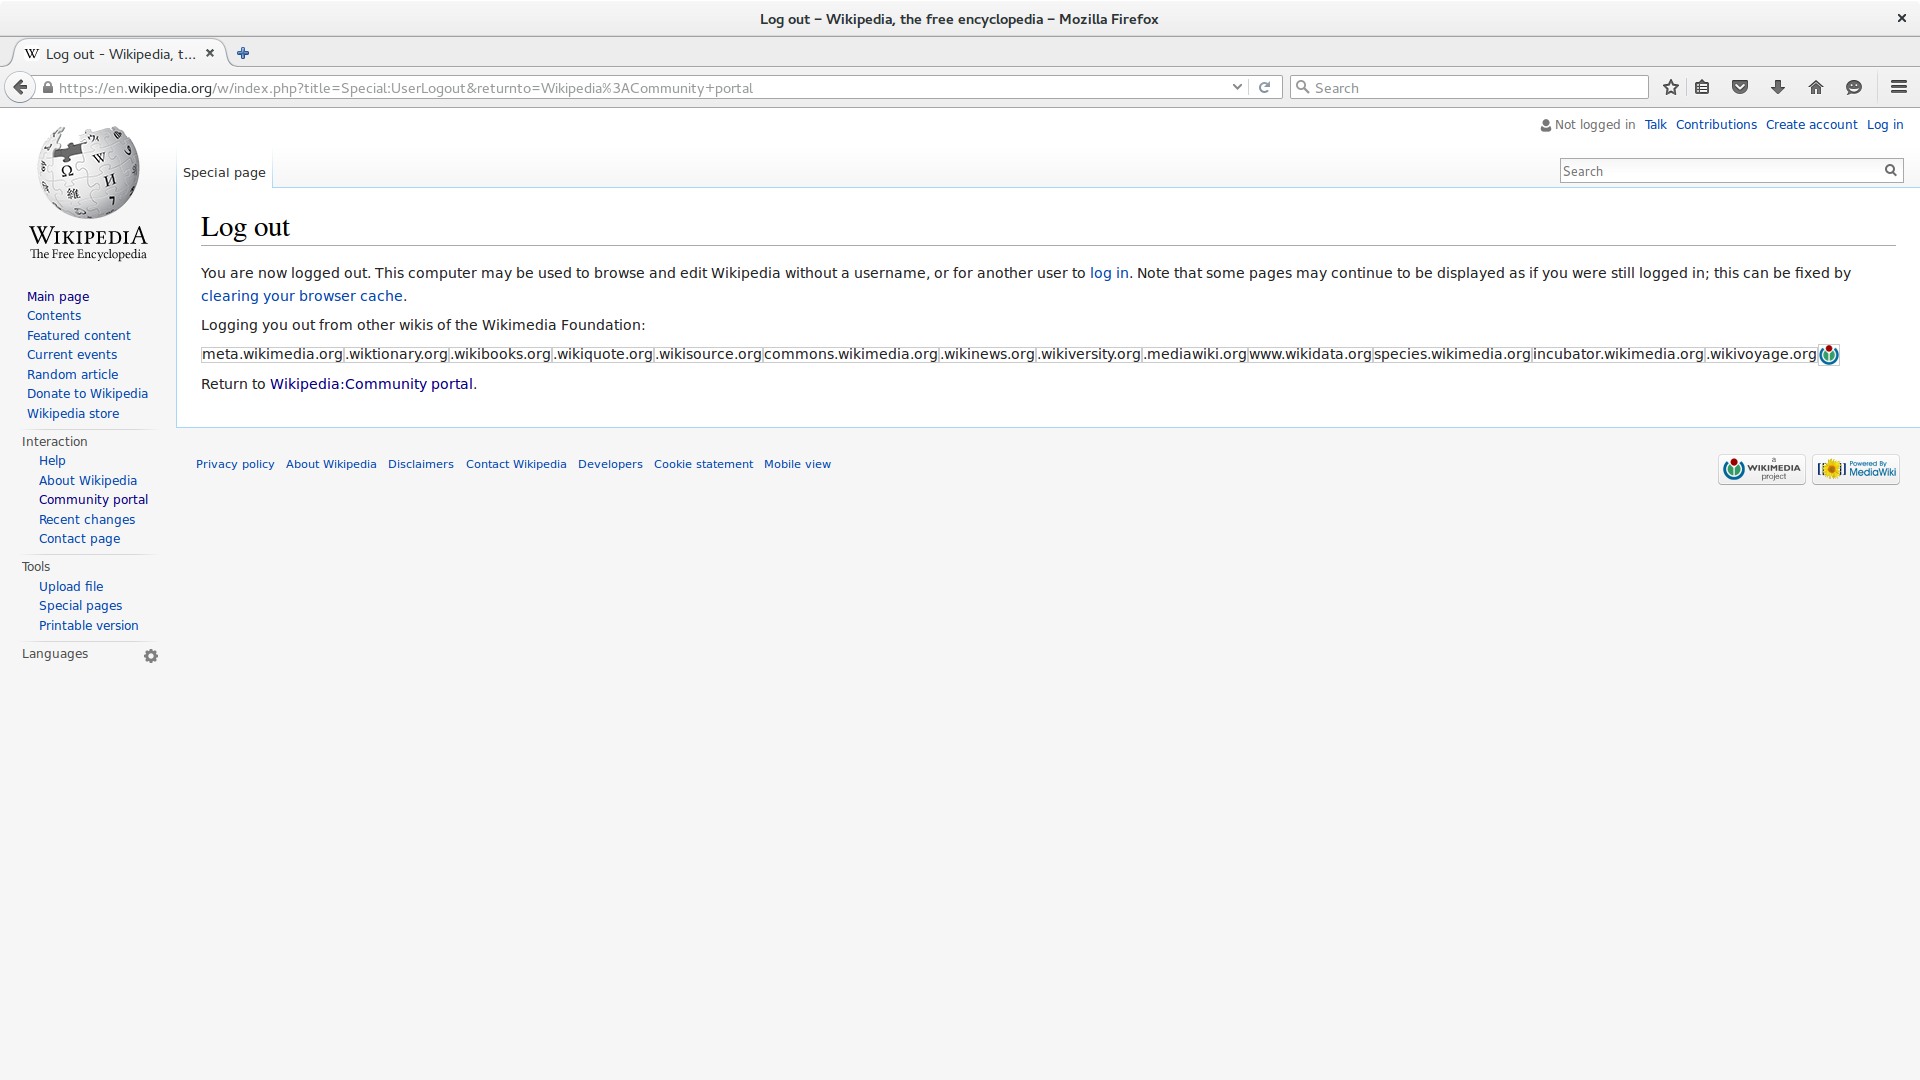 Log out – Wikipedia, the free encyclopedia – Mozilla Firefox
Log out - Wikipedia, t...
https://en.wikipedia.org/w/index.php?title=Special:UserLogout&returnto=Wikipedia%3ACommunity+portal
Search
Not logged in Talk Contributions Create account Log in
Special page
Search
WIKIPEDIA
The Free Encyclopedia
Log out
You are now logged out. This computer may be used to browse and edit Wikipedia without a username, or for another user to log in. Note that some pages may continue to be displayed as if you were still logged in; this can be fixed by
clearing your browser cache.
Logging you out from other wikis of the Wikimedia Foundation:
meta.wikimedia.org .wiktionary.org .wikibooks.org .wikiquote.org .wikisource.org commons.wikimedia.org .wikinews.org .wikiversity.org .mediawiki.org www.wikidata.org species.wikimedia.org incubator.wikimedia.org .wikivoyage.org
Return to Wikipedia:Community portal.
Main page
Contents
Featured content
Current events
Random article
Donate to Wikipedia
Wikipedia store
Interaction
Help
About Wikipedia
Community portal
Recent changes
Contact page
Tools
Upload file
Special pages
Printable version
Languages
Privacy policy About Wikipedia Disclaimers Contact Wikipedia Developers Cookie statement Mobile view
a
WIKIMEDIA
project
Powered By
MediaWiki